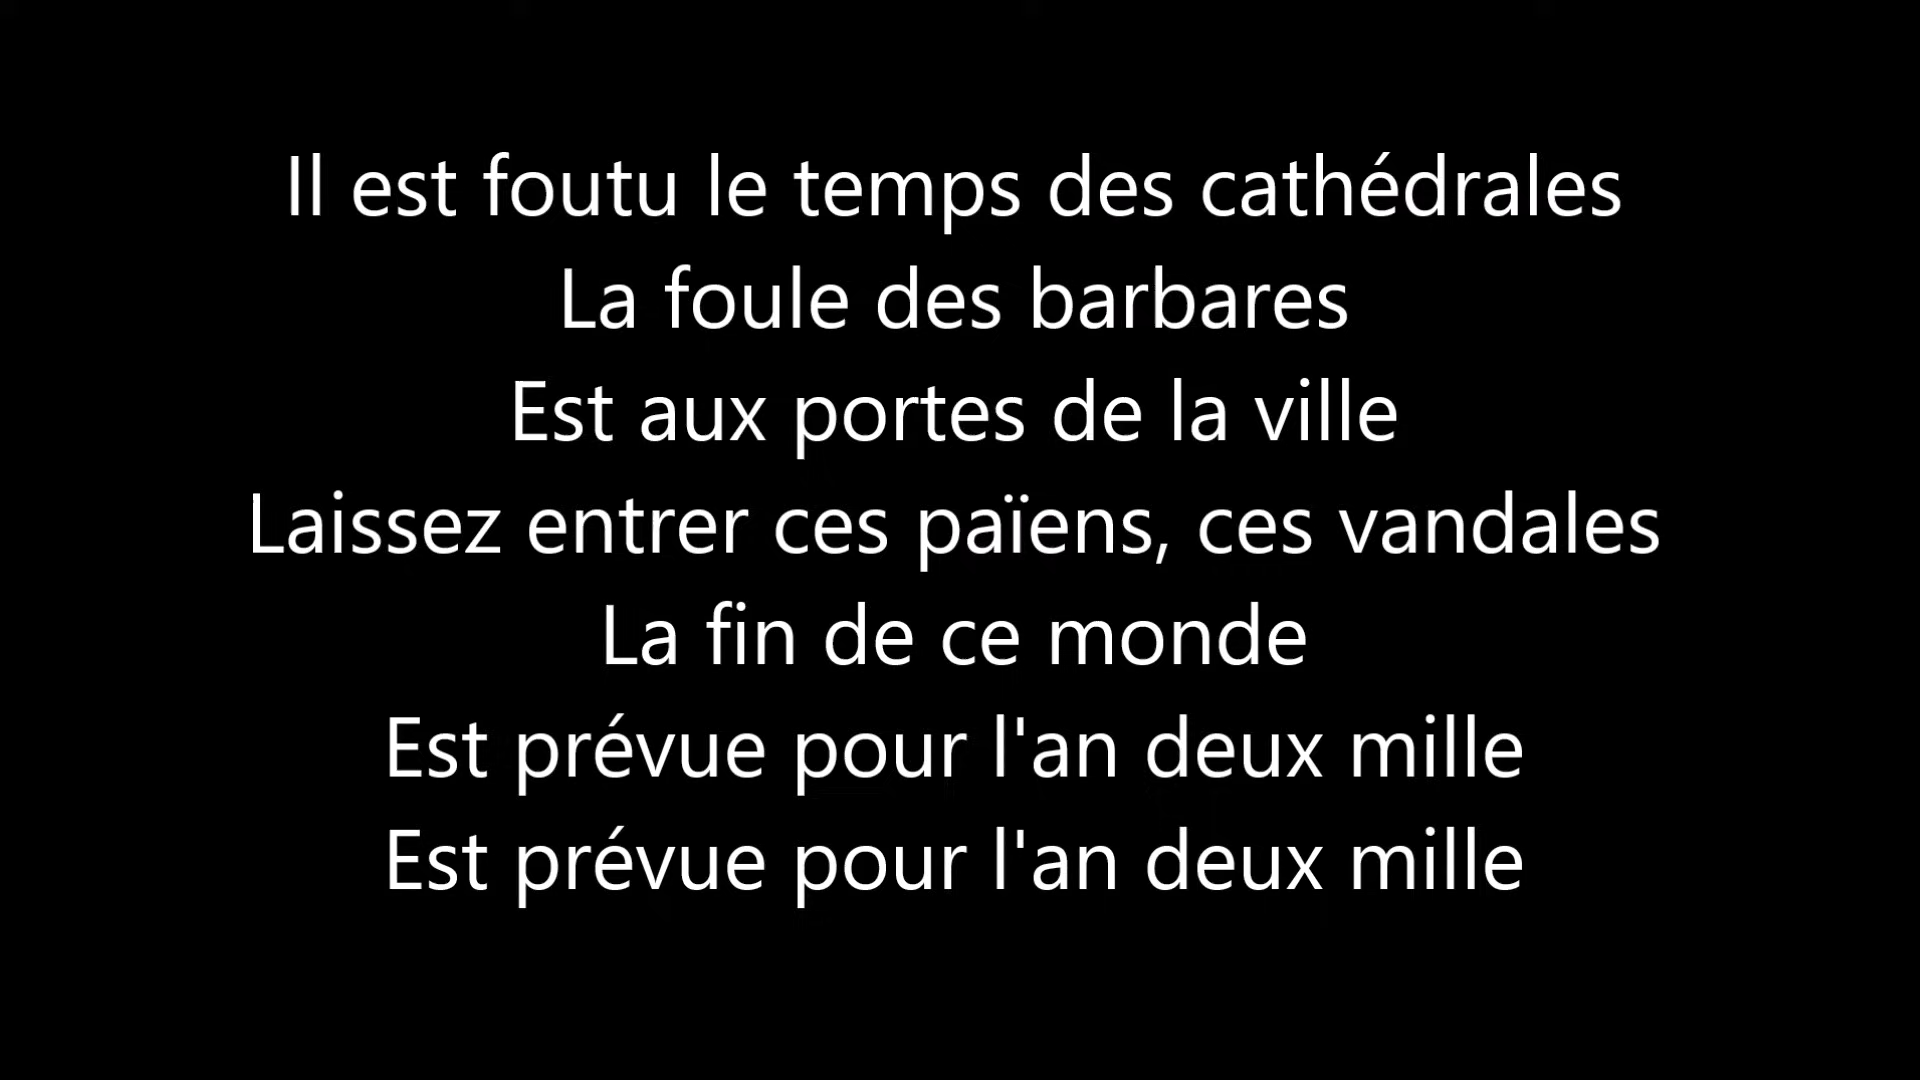 Il est foutu le temps des cathédrales
La foule des barbares
Est aux portes de la ville
Laissez entrer ces païens, ces vandales
La fin de ce monde
Est prévue pour l'an deux mille
Est prévue pour l'an deux mille